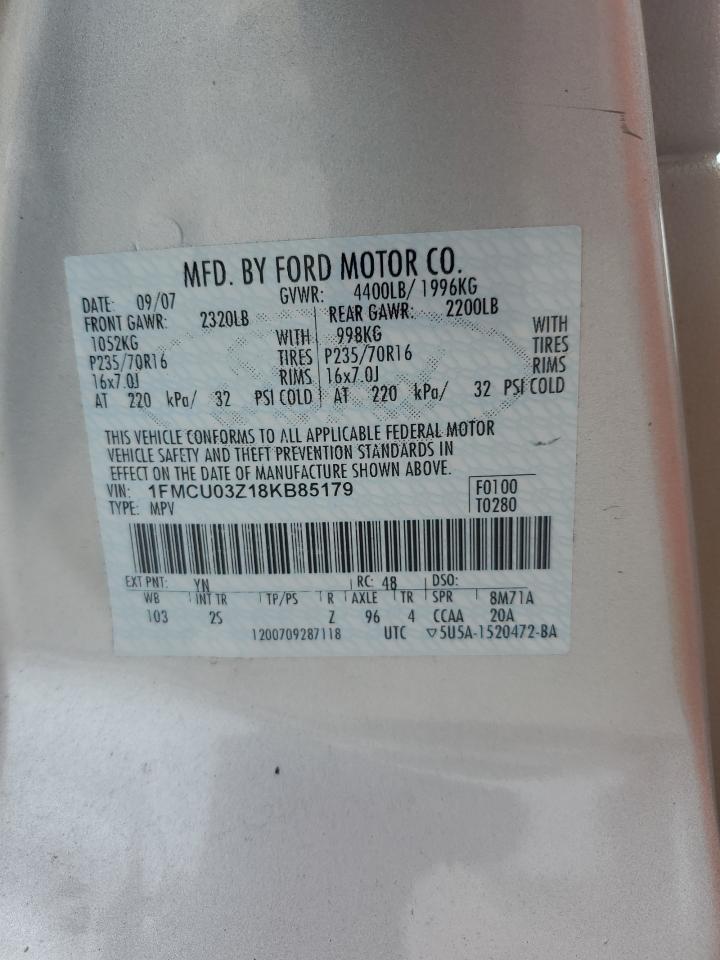 MFD. BY FORD MOTOR CO.
DATE: 09/07 GVWR: 4400LB/ 1996KG
FRONT GAWR: 2320LB REAR GAWR: 2200LB
1052KG WITH 998KG WITH
P235/70R16 TIRES P235/70R16 TIRES
16x7.0J RIMS 16x7.0J RIMS
AT 220 kPa/ 32 PSI COLD AT 220 kPa/ 32 PSI COLD
THIS VEHICLE CONFORMS TO ALL APPLICABLE FEDERAL MOTOR
VEHICLE SAFETY AND THEFT PREVENTION STANDARDS IN
EFFECT ON THE DATE OF MANUFACTURE SHOWN ABOVE.
VIN: 1FMCU03Z18KB85179 F0100
TYPE: MPV T0280
EXT PNT: YN RC: 48 DSO:
WB INT TR TP/PS R AXLE TR SPR 8M71A
103 2S Z 96 4 CCAA 20A
1200709287118 UTC ▽5U5A-1520472-BA